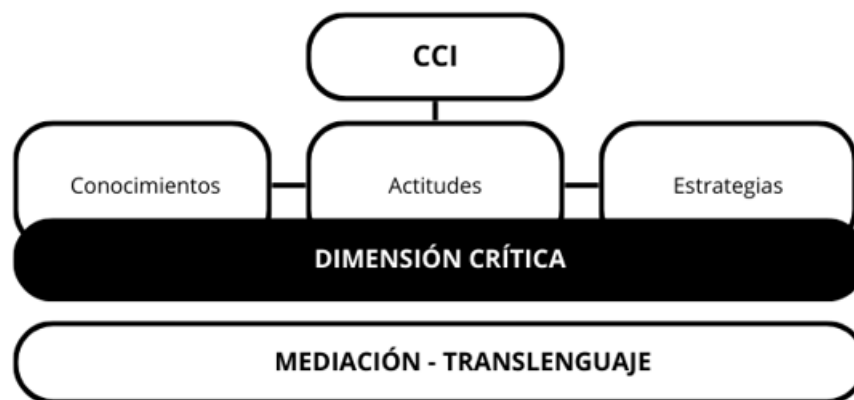 CCI
Conocimientos
Actitudes
Estrategias
DIMENSIÓN CRÍTICA
MEDIACIÓN - TRANSLENGUAJE